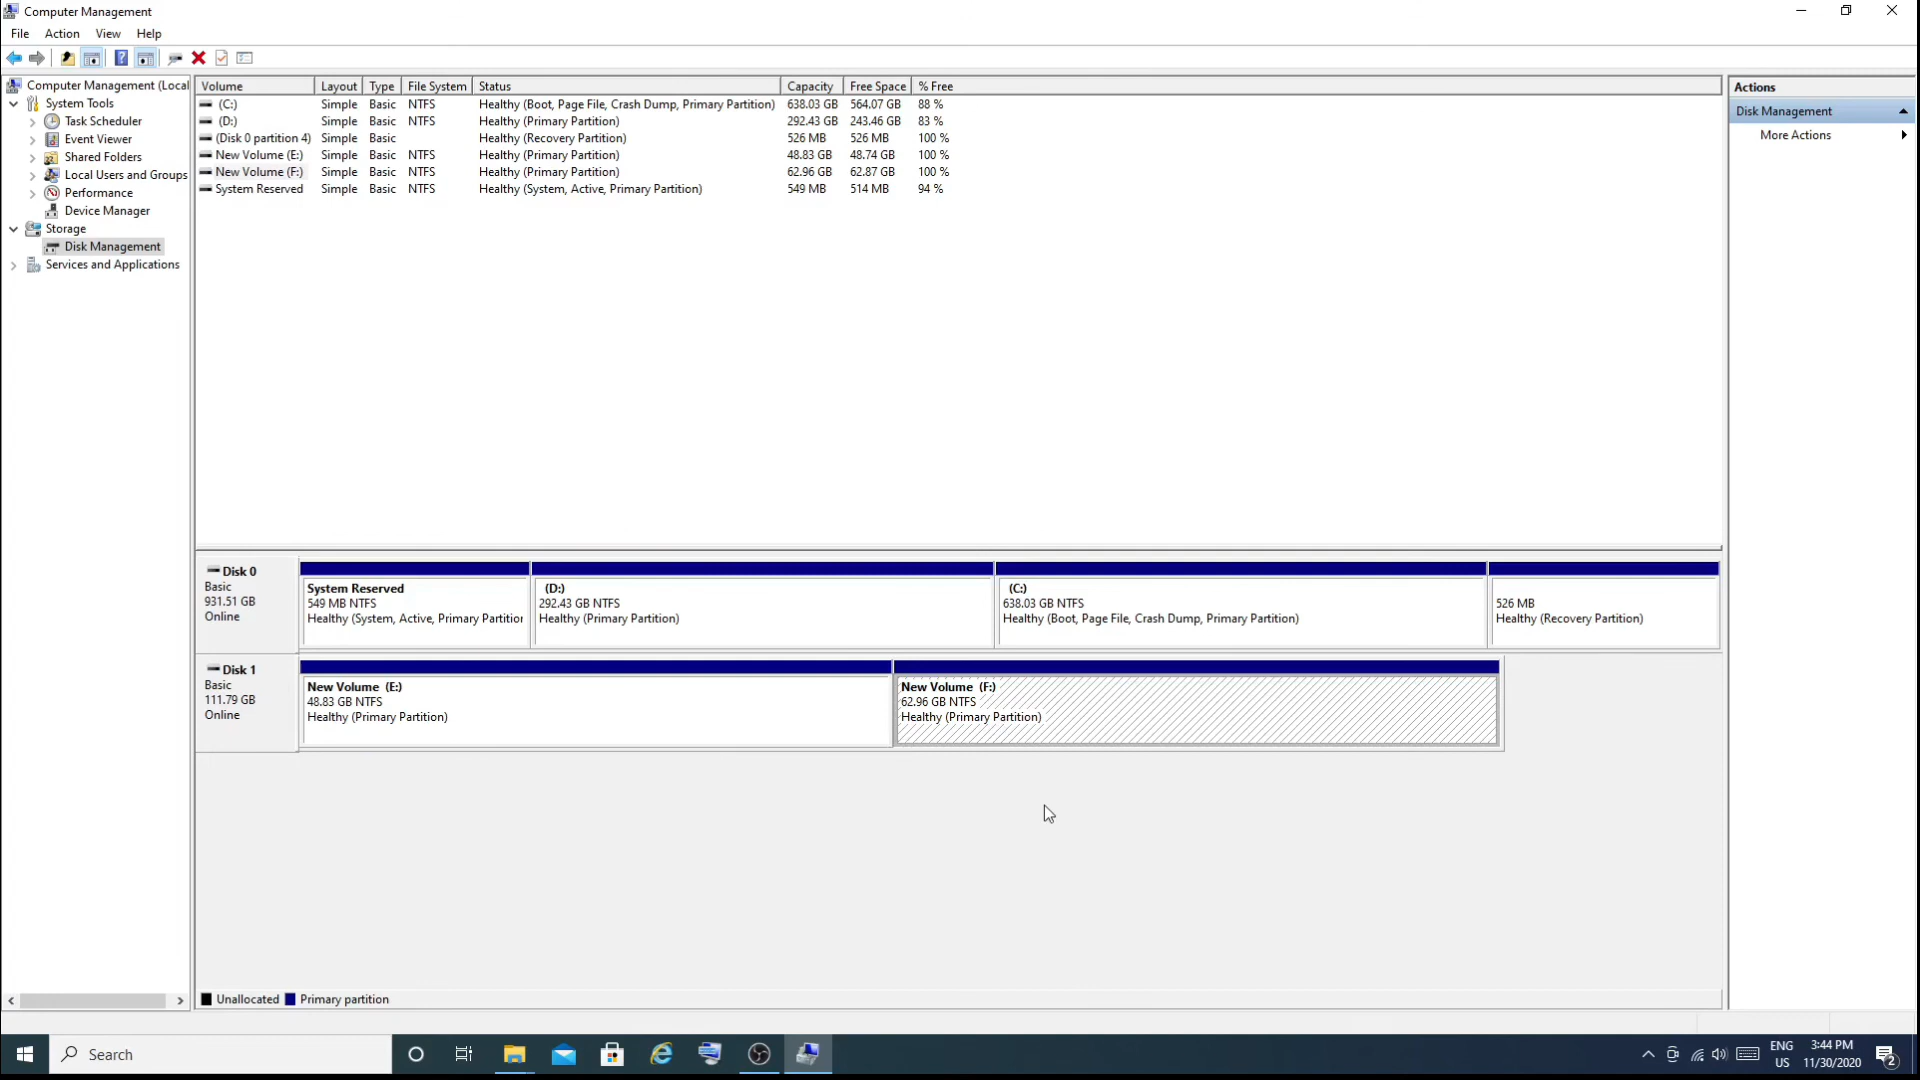 Computer Management
File Action View Help
Computer Management (Local
System Tools
Task Scheduler
Event Viewer
Shared Folders
Local Users and Groups
Performance
Device Manager
Storage
Disk Management
Services and Applications
Volume Layout Type File System Status Capacity Free Space % Free
(C:) Simple Basic NTFS Healthy (Boot, Page File, Crash Dump, Primary Partition) 638.03 GB 564.07 GB 88 %
(D:) Simple Basic NTFS Healthy (Primary Partition) 292.43 GB 243.46 GB 83 %
(Disk 0 partition 4) Simple Basic Healthy (Recovery Partition) 526 MB 526 MB 100 %
New Volume (E:) Simple Basic NTFS Healthy (Primary Partition) 48.83 GB 48.74 GB 100 %
New Volume (F:) Simple Basic NTFS Healthy (Primary Partition) 62.96 GB 62.87 GB 100 %
System Reserved Simple Basic NTFS Healthy (System, Active, Primary Partition) 549 MB 514 MB 94 %
Actions
Disk Management
More Actions
Disk 0
Basic
931.51 GB
Online
System Reserved
549 MB NTFS
Healthy (System, Active, Primary Partition
(D:)
292.43 GB NTFS
Healthy (Primary Partition)
(C:)
638.03 GB NTFS
Healthy (Boot, Page File, Crash Dump, Primary Partition)
526 MB
Healthy (Recovery Partition)
Disk 1
Basic
111.79 GB
Online
New Volume (E:)
48.83 GB NTFS
Healthy (Primary Partition)
New Volume (F:)
62.96 GB NTFS
Healthy (Primary Partition)
Unallocated Primary partition
Search
ENG
US
3:44 PM
11/30/2020
2